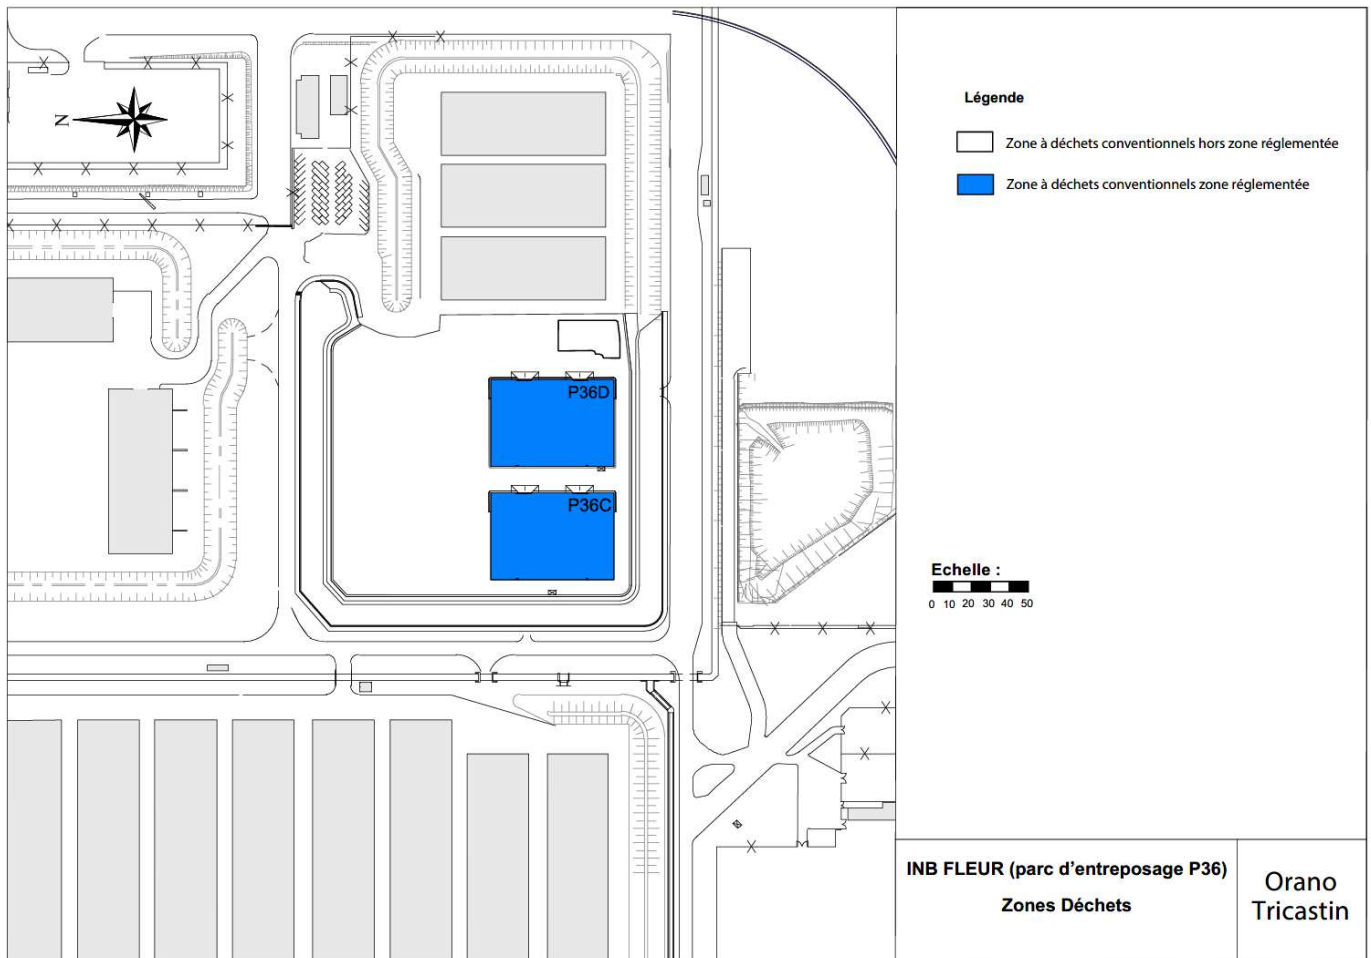 N
Légende
Zone à déchets conventionnels hors zone réglementée
Zone à déchets conventionnels zone réglementée
P36D
P36C
Echelle :
0 10 20 30 40 50
INB FLEUR (parc d’entreposage P36)
Zones Déchets
Orano
Tricastin